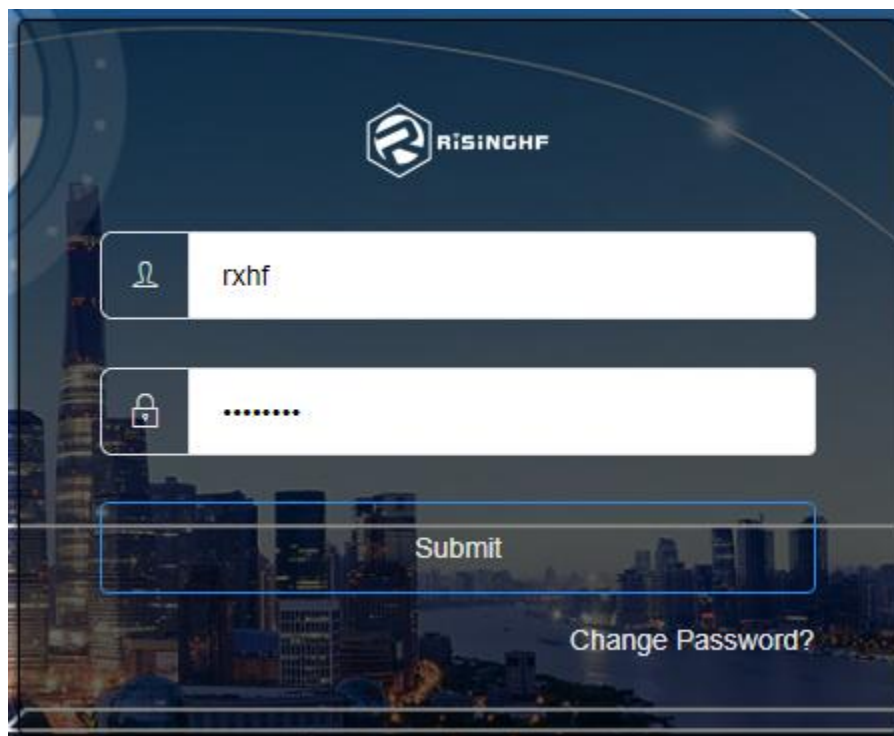 RiSiNGHF
rxhf
••••••••
Submit
Change Password?